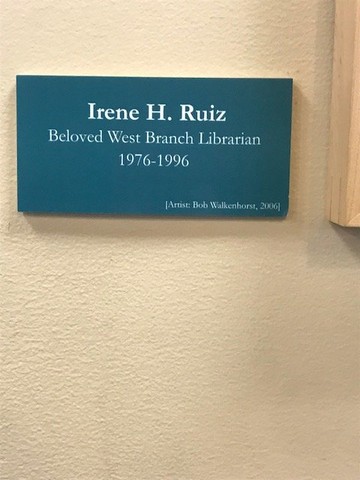 Irene H. Ruiz
Beloved West Branch Librarian
1976-1996
[Artist: Bob Walkenhorst, 2006]